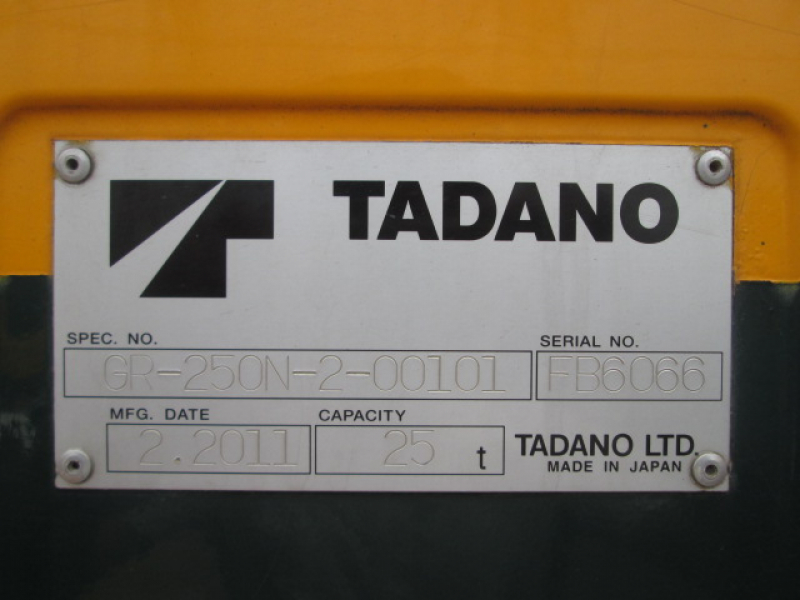 TADANO
SPEC. NO. SERIAL NO.
GR-250N-2-00101 FB6066
MFG. DATE CAPACITY
2.2011 25 t TADANO LTD.
MADE IN JAPAN